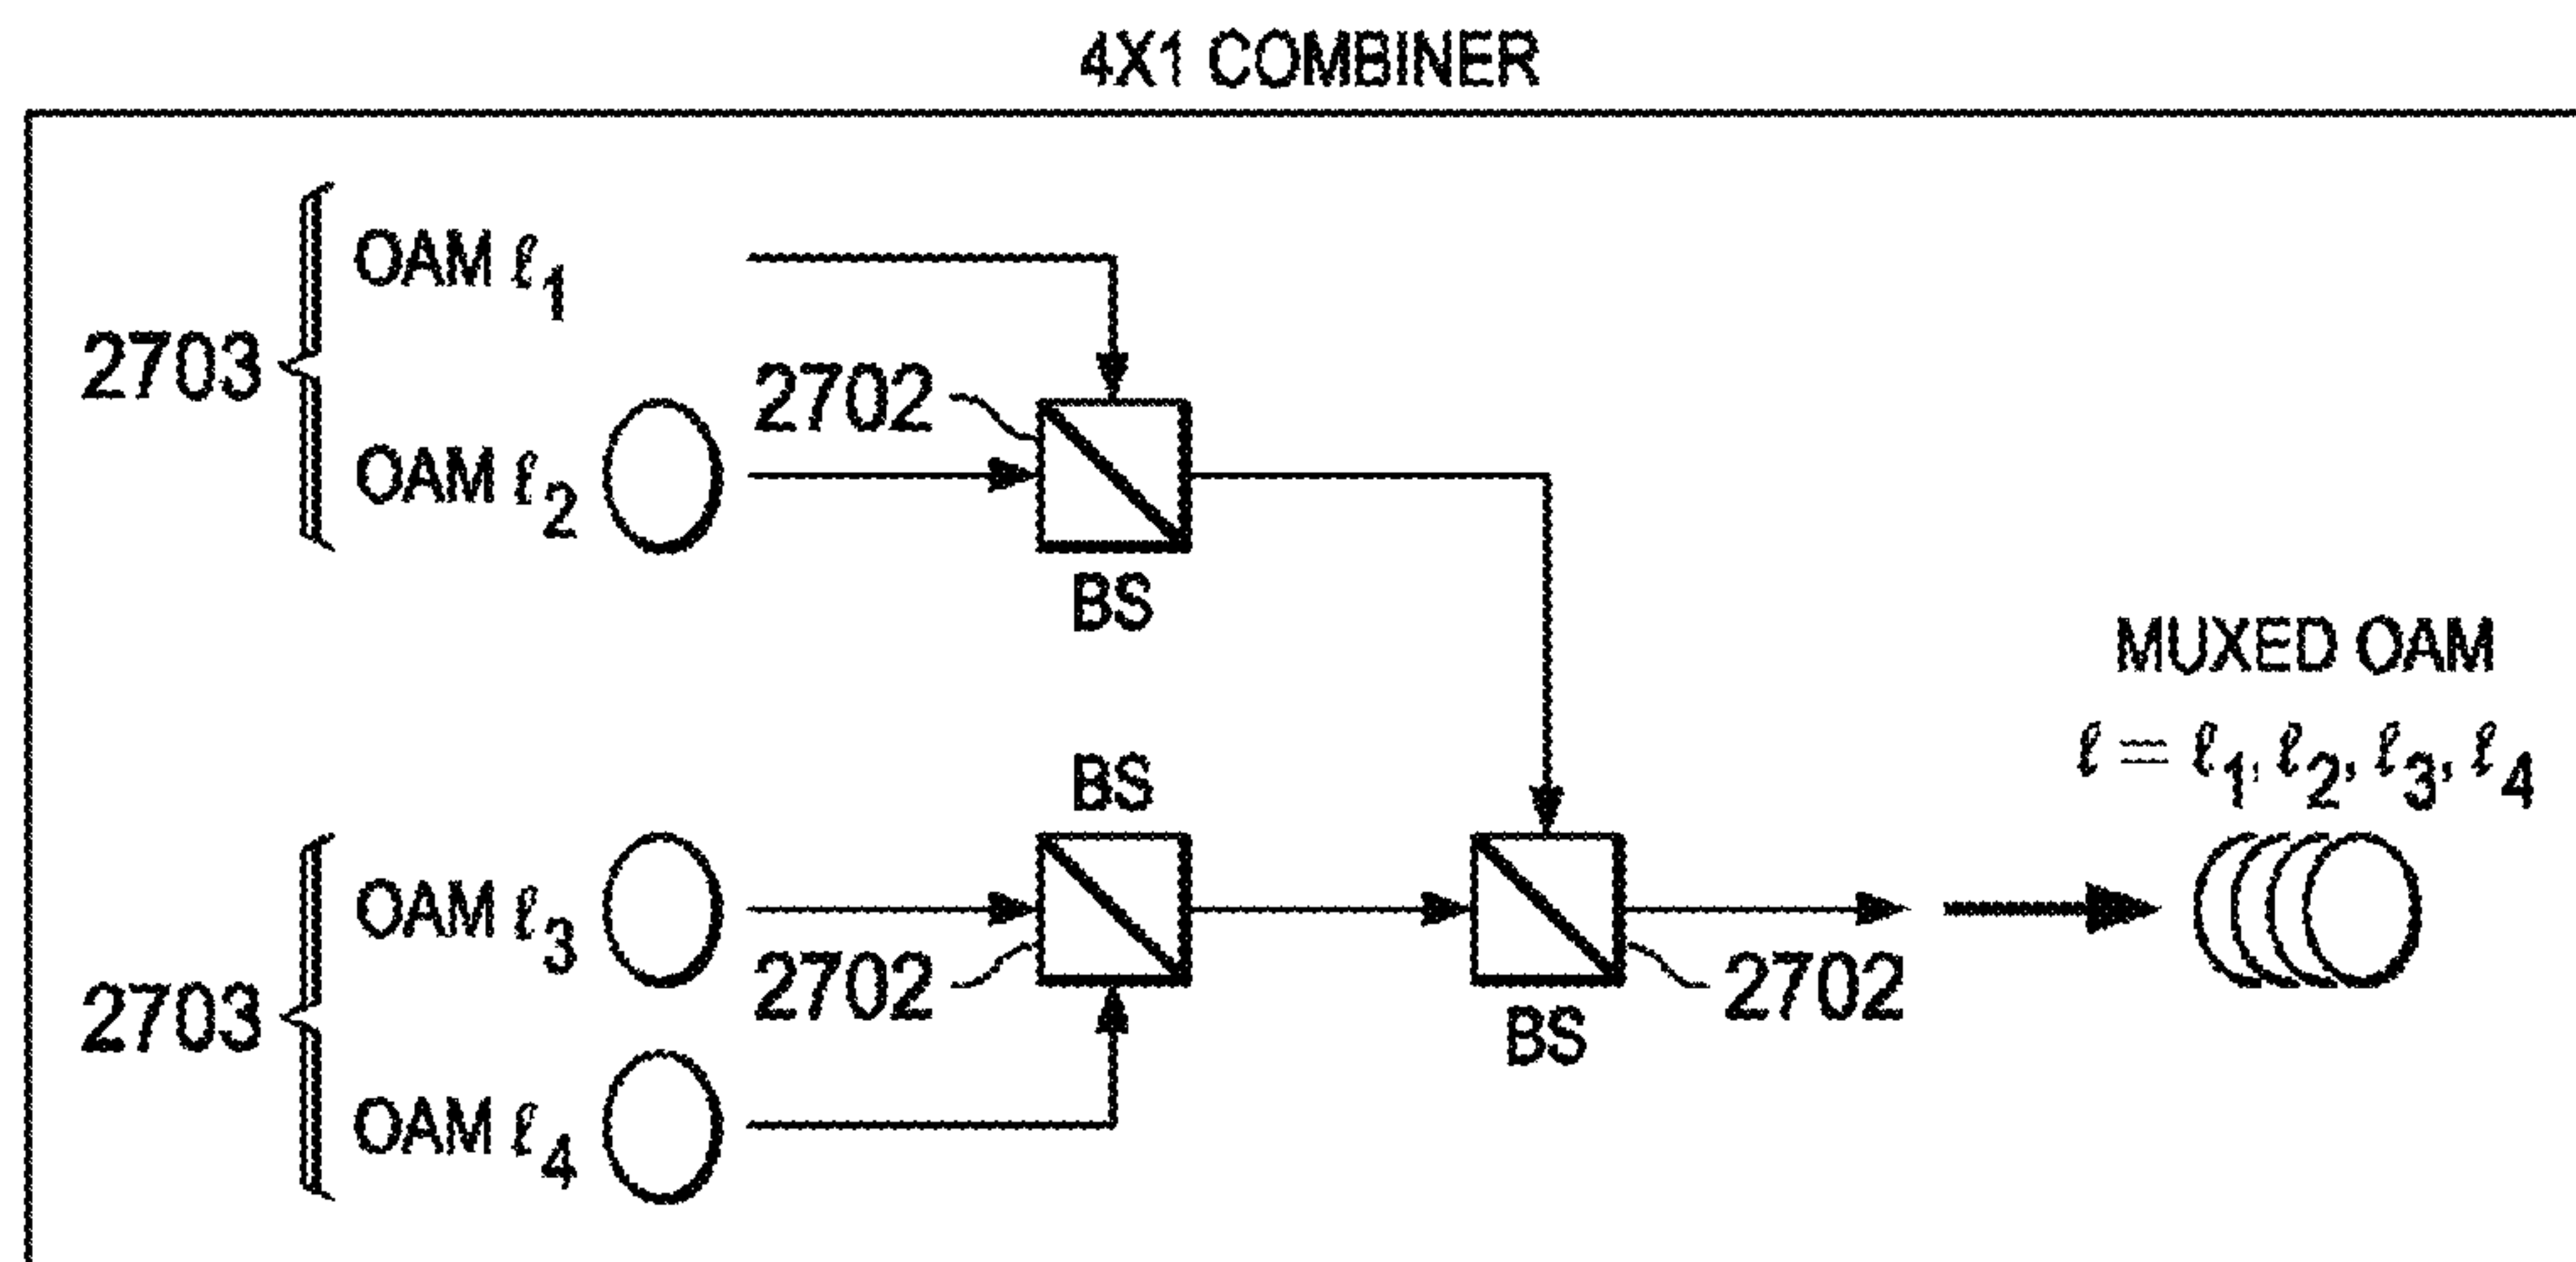 4X1 COMBINER
OAM ℓ1
2703
2702
OAM ℓ2
BS
MUXED OAM
ℓ = ℓ1, ℓ2, ℓ3, ℓ4
BS
OAM ℓ3
2702
2702
2703
BS
OAM ℓ4